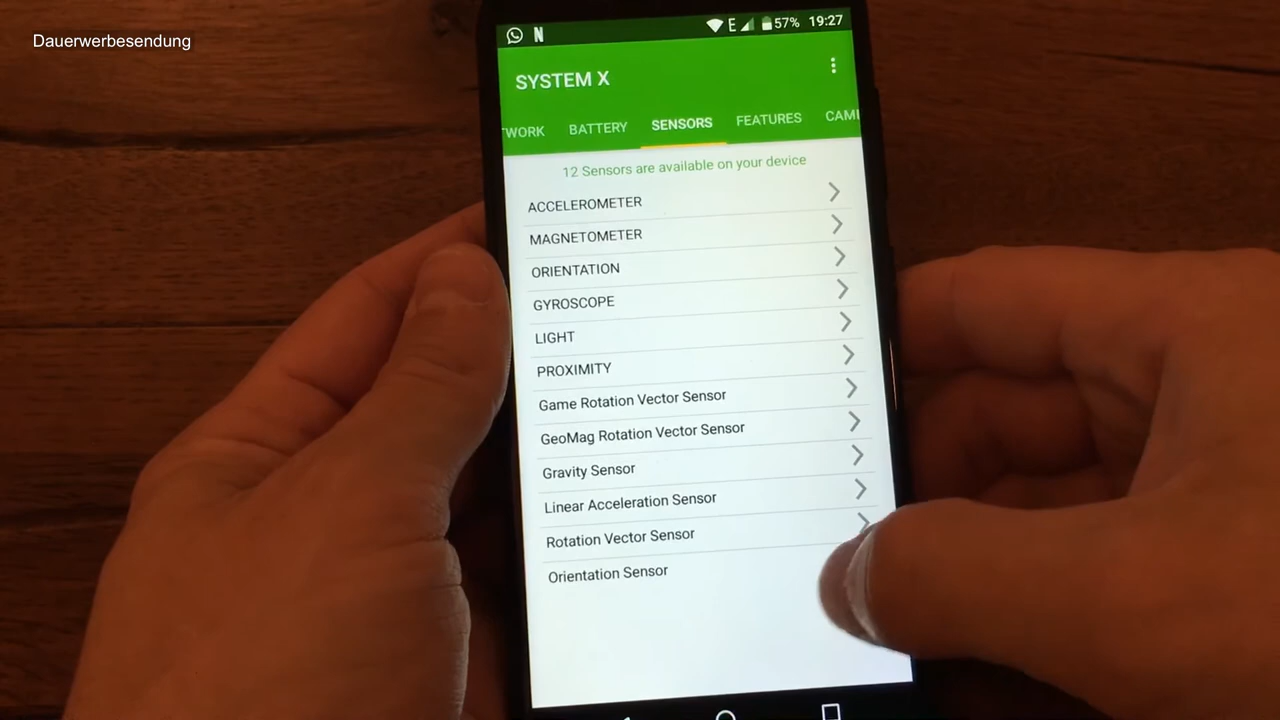 Dauerwerbesendung
N E 57% 19:27
SYSTEM X
TWORK BATTERY SENSORS FEATURES CAM
12 Sensors are available on your device
ACCELEROMETER
MAGNETOMETER
ORIENTATION
GYROSCOPE
LIGHT
PROXIMITY
Game Rotation Vector Sensor
GeoMag Rotation Vector Sensor
Gravity Sensor
Linear Acceleration Sensor
Rotation Vector Sensor
Orientation Sensor